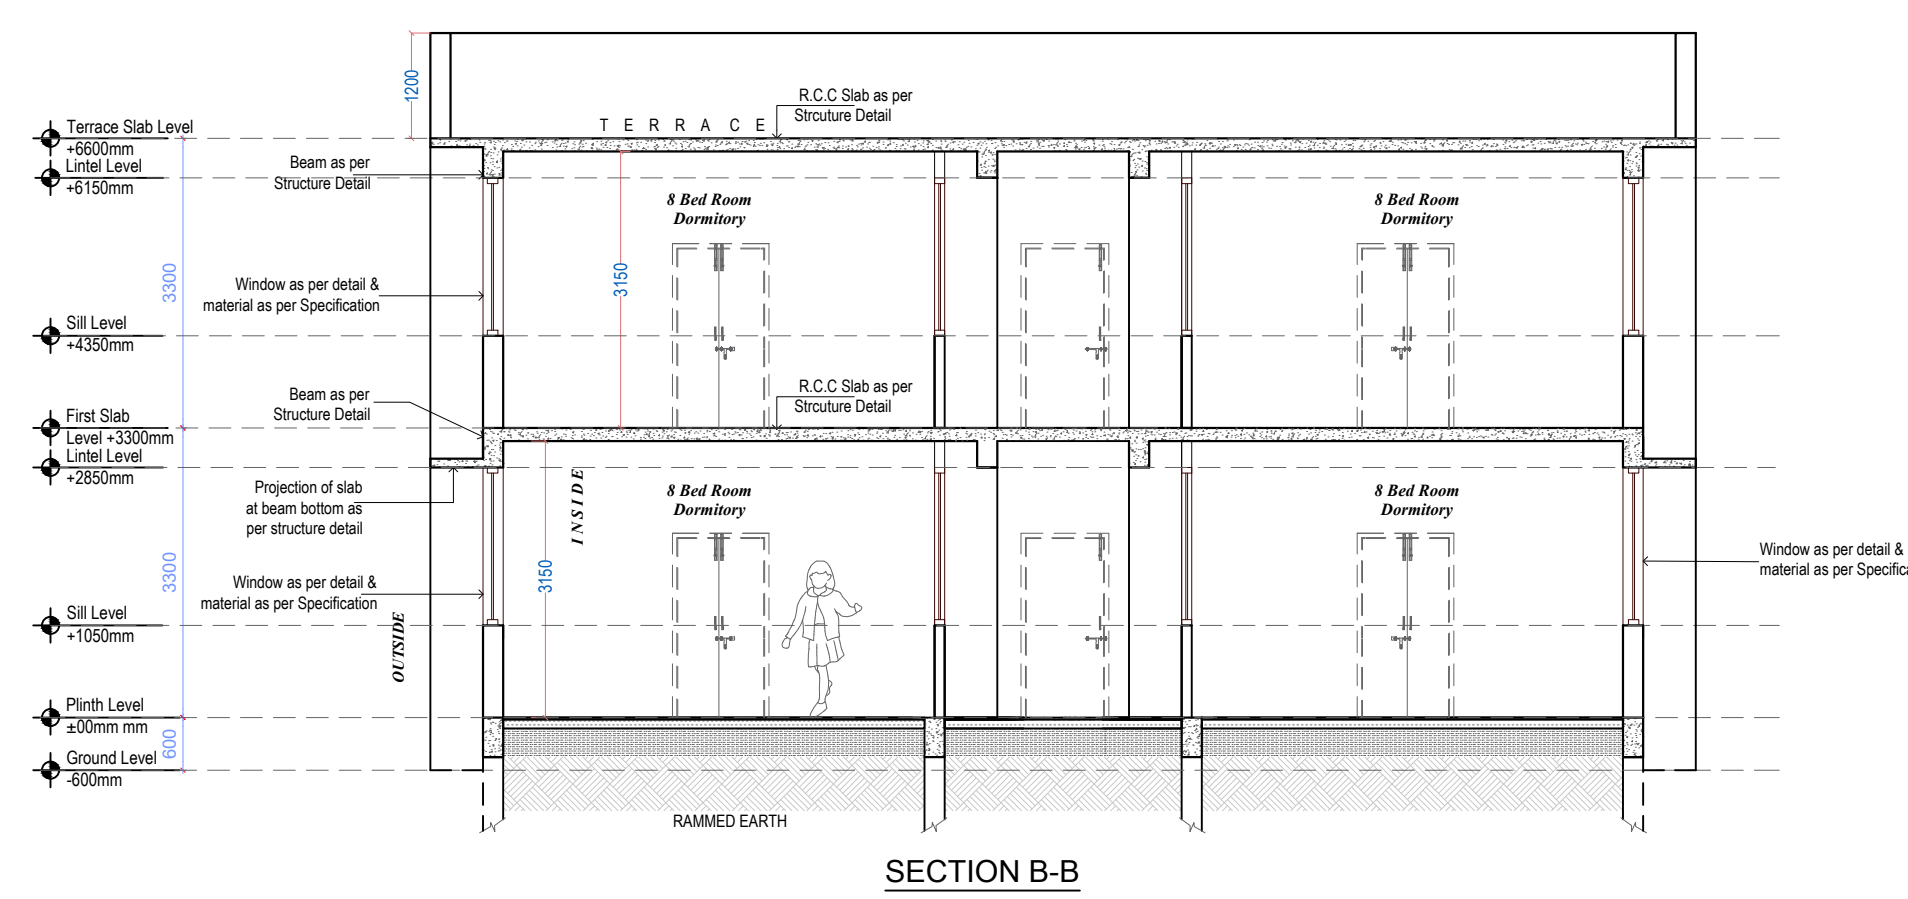 1200
R.C.C Slab as per
Strcuture Detail
T E R R A C E
Terrace Slab Level
+6600mm
Lintel Level
+6150mm
Beam as per
Structure Detail
8 Bed Room
Dormitory
8 Bed Room
Dormitory
3300
3150
Window as per detail &
material as per Specification
Sill Level
+4350mm
Beam as per
Structure Detail
R.C.C Slab as per
Strcuture Detail
First Slab
Level +3300mm
Lintel Level
+2850mm
Projection of slab
at beam bottom as
per structure detail
INSIDE
8 Bed Room
Dormitory
8 Bed Room
Dormitory
3300
3150
Window as per detail &
material as per Specification
Window as per detail &
material as per Specifica
Sill Level
+1050mm
OUTSIDE
Plinth Level
±00mm mm
600
Ground Level
-600mm
RAMMED EARTH
SECTION B-B